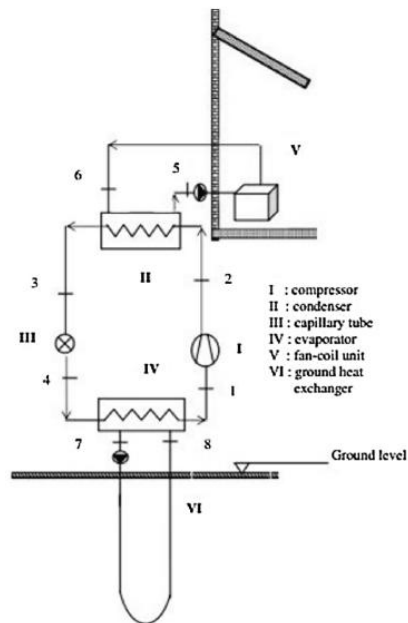 V
5
6
II
3
2
III
I
I : compressor
II : condenser
III : capillary tube
IV : evaporator
V : fan-coil unit
VI : ground heat
exchanger
4
IV
1
7
8
Ground level
VI